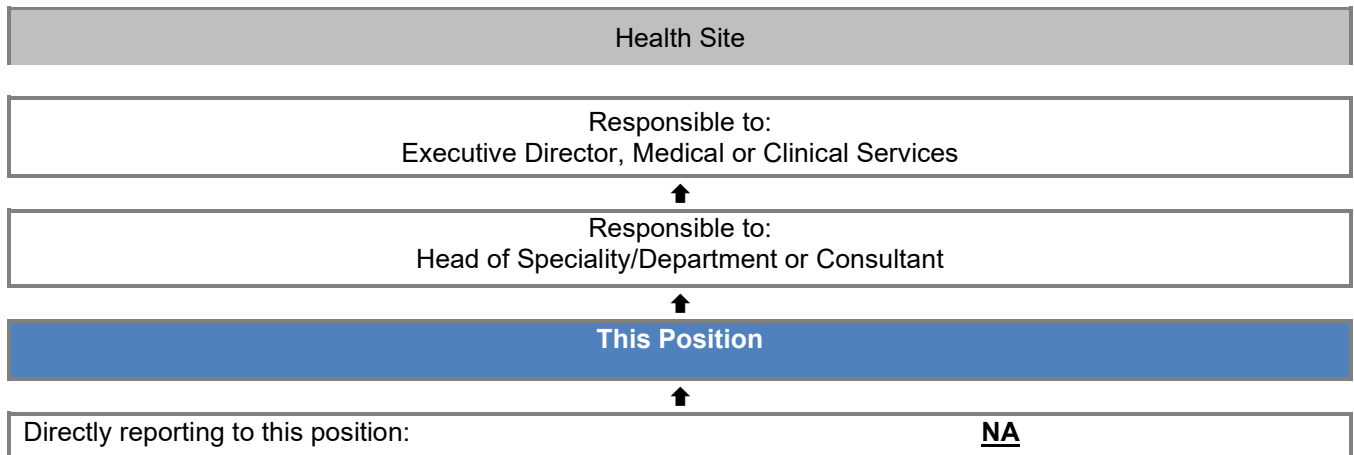 Health Site
Responsible to:
Executive Director, Medical or Clinical Services
Responsible to:
Head of Speciality/Department or Consultant
This Position
Directly reporting to this position: NA